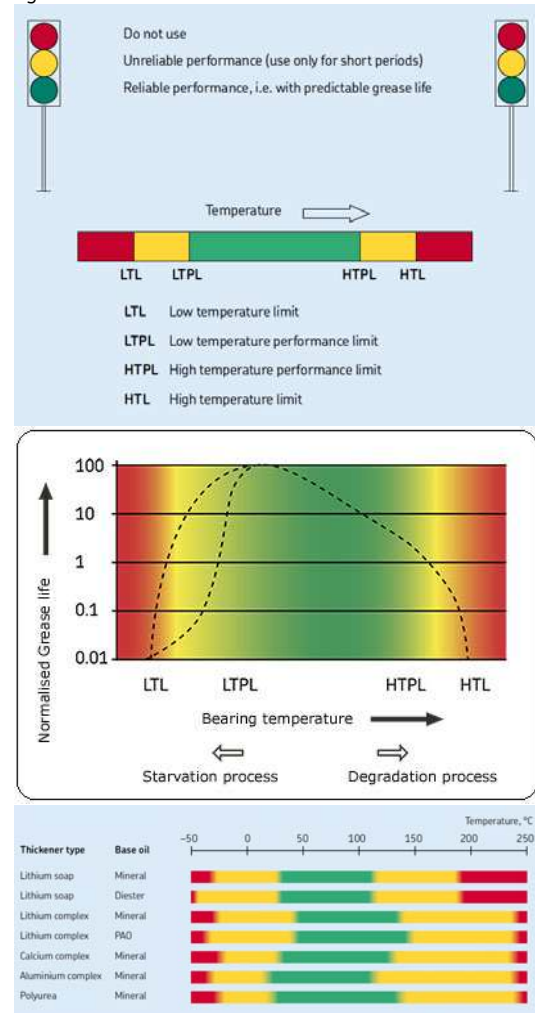 Do not use
Unreliable performance (use only for short periods)
Reliable performance, i.e. with predictable grease life
Temperature
LTL LTPL HTPL HTL
LTL Low temperature limit
LTPL Low temperature performance limit
HTPL High temperature performance limit
HTL High temperature limit
Normalised Grease life
100
10
1
0.1
0.01
LTL LTPL HTPL HTL
Bearing temperature
Starvation process Degradation process
Temperature, °C
Thickener type Base oil –50 0 50 100 150 200 250
Lithium soap Mineral
Lithium soap Diester
Lithium complex Mineral
Lithium complex PAO
Calcium complex Mineral
Aluminium complex Mineral
Polyurea Mineral